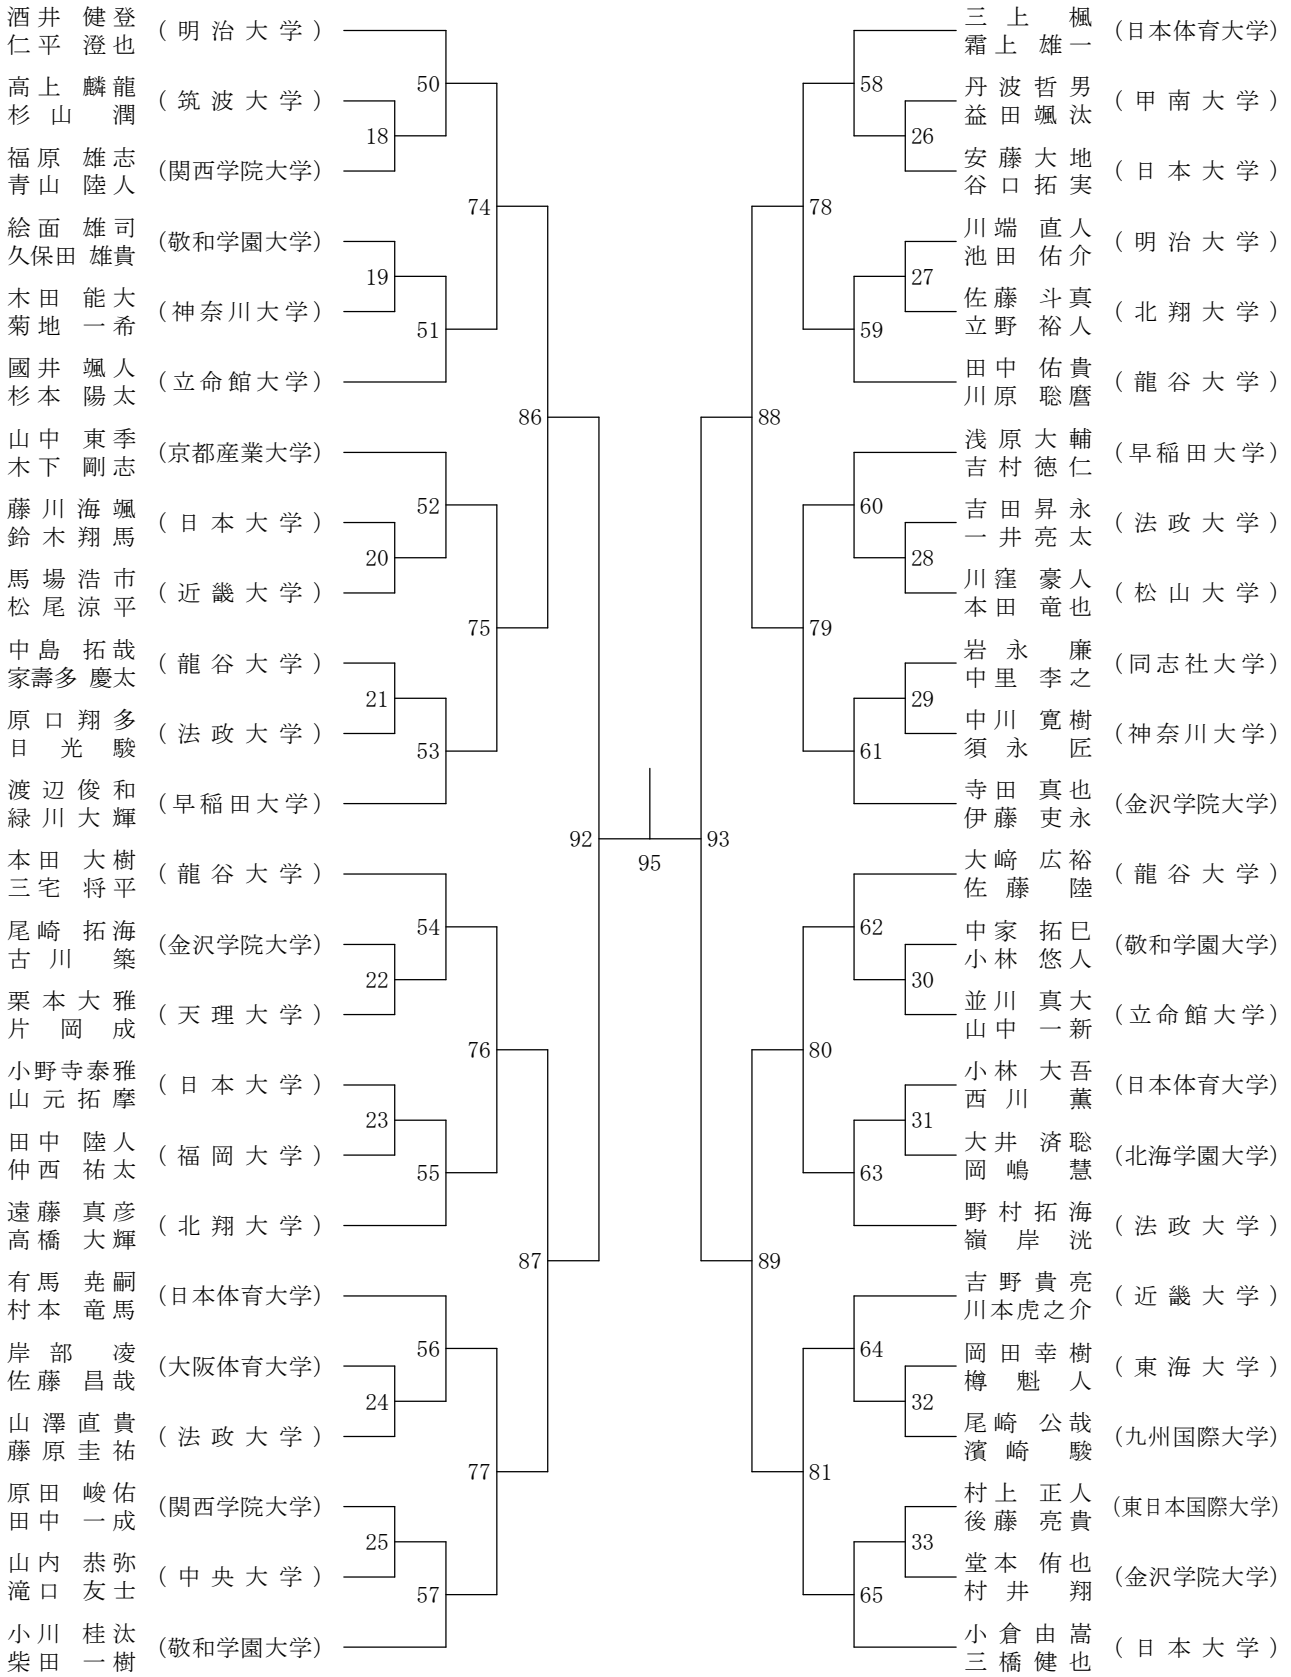 酒井 健登
仁平 澄也
(明治大学)
50
高上 麟龍
杉山 潤
(筑波大学)
18
福原 雄志
青山 陸人
(関西学院大学)
74
絵面 雄司
久保田 雄貴
(敬和学園大学)
19
木田 能大
菊地 一希
(神奈川大学)
51
國井 颯人
杉本 陽太
(立命館大学)
86
山中 東季
木下 剛志
(京都産業大学)
52
藤川海颯
鈴木翔馬
(日本大学)
20
馬場浩市
松尾涼平
(近畿大学)
75
中島 拓哉
家壽多 慶太
(龍谷大学)
21
原口翔多
日光駿
(法政大学)
53
渡辺俊和
緑川大輝
(早稲田大学)
92
本田 大樹
三宅 将平
(龍谷大学)
54
尾崎 拓海
古川 築
(金沢学院大学)
22
栗本大雅
片岡成
(天理大学)
76
小野寺泰雅
山元拓摩
(日本大学)
23
田中 陸人
仲西 祐太
(福岡大学)
55
遠藤 真彦
高橋 大輝
(北翔大学)
87
有馬 尭嗣
村本 竜馬
(日本体育大学)
56
岸部 凌
佐藤 昌哉
(大阪体育大学)
24
山澤直貴
藤原圭祐
(法政大学)
77
原田 峻佑
田中 一成
(関西学院大学)
25
山内 恭弥
滝口 友士
(中央大学)
57
小川 桂汰
柴田 一樹
(敬和学園大学)
95
三上 楓
霜上 雄一
(日本体育大学)
58
丹波哲男
益田颯汰
(甲南大学)
26
安藤大地
谷口拓実
(日本大学)
78
川端 直人
池田 佑介
(明治大学)
27
佐藤 斗真
立野 裕人
(北翔大学)
59
田中 佑貴
川原 聡麿
(龍谷大学)
88
浅原大輔
吉村徳仁
(早稲田大学)
60
吉田昇永
一井亮太
(法政大学)
28
川窪 豪人
本田 竜也
(松山大学)
79
岩永 廉
中里 李之
(同志社大学)
29
中川 寛樹
須永 匠
(神奈川大学)
61
寺田 真也
伊藤 吏永
(金沢学院大学)
93
大﨑 広裕
佐藤 陸
(龍谷大学)
62
中家 拓巳
小林 悠人
(敬和学園大学)
30
並川 真大
山中 一新
(立命館大学)
80
小林 大吾
西川 薫
(日本体育大学)
31
大井 済聡
岡嶋 慧
(北海学園大学)
63
野村拓海
嶺岸洸
(法政大学)
89
吉野貴亮
川本虎之介
(近畿大学)
64
岡田幸樹
樽魁人
(東海大学)
32
尾崎 公哉
濱崎 駿
(九州国際大学)
81
村上 正人
後藤 亮貴
(東日本国際大学)
33
堂本 侑也
村井 翔
(金沢学院大学)
65
小倉由嵩
三橋健也
(日本大学)